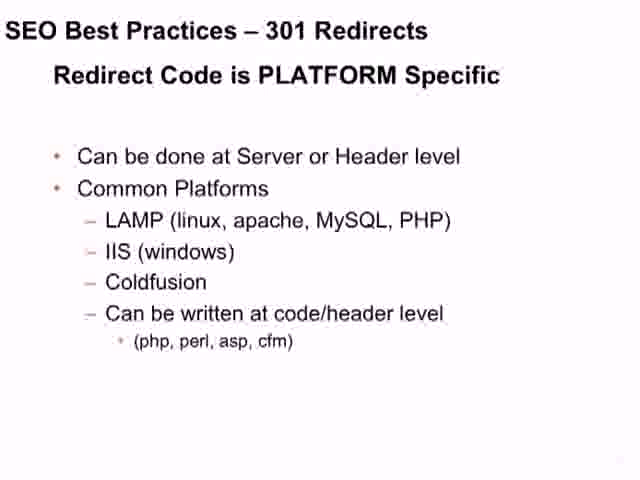 SEO Best Practices – 301 Redirects
Redirect Code is PLATFORM Specific
• Can be done at Server or Header level
• Common Platforms
– LAMP (linux, apache, MySQL, PHP)
– IIS (windows)
– Coldfusion
– Can be written at code/header level
• (php, perl, asp, cfm)